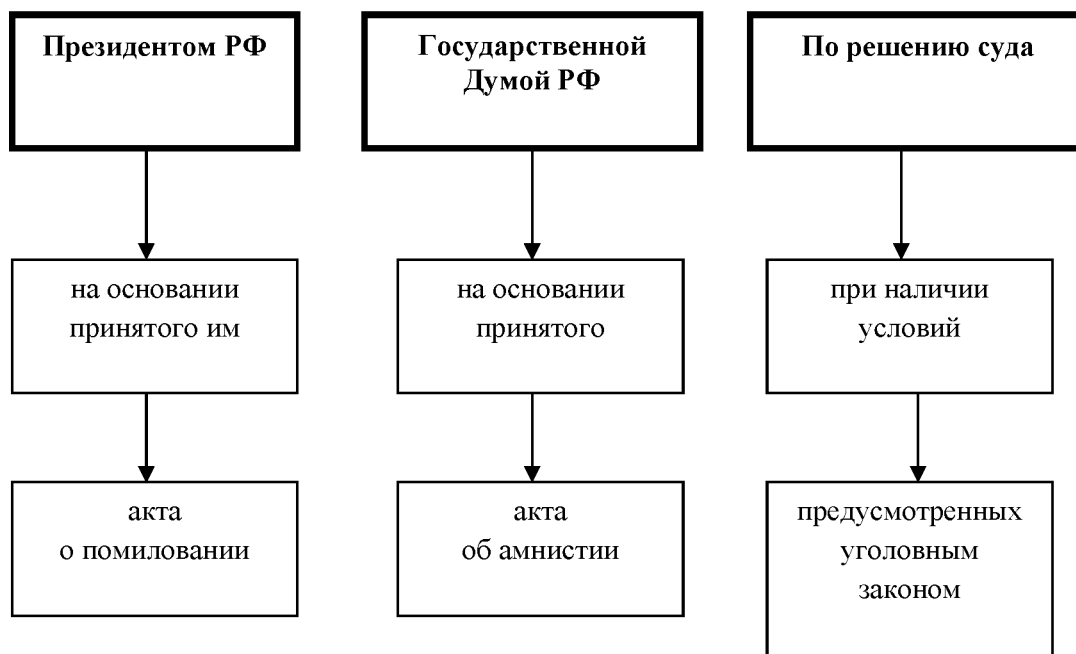 Президентом РФ
Государственной
Думой РФ
По решению суда
на основании
принятого им
на основании
принятого
при наличии
условий
акта
о помиловании
акта
об амнистии
предусмотренных
уголовным
законом